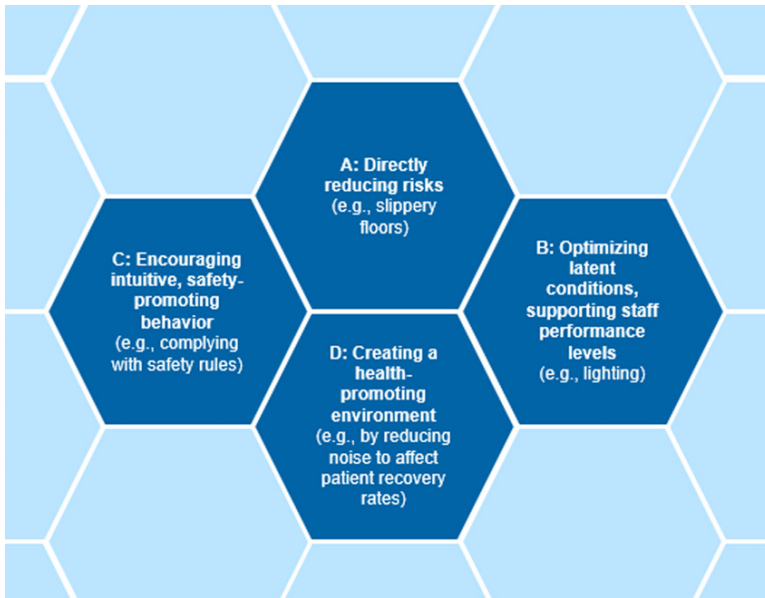 A: Directly
reducing risks
(e.g., slippery
floors)
B: Optimizing
latent
conditions,
supporting staff
performance
levels
(e.g., lighting)
C: Encouraging
intuitive, safety-
promoting
behavior
(e.g., complying
with safety rules)
D: Creating a
health-
promoting
environment
(e.g., by reducing
noise to affect
patient recovery
rates)